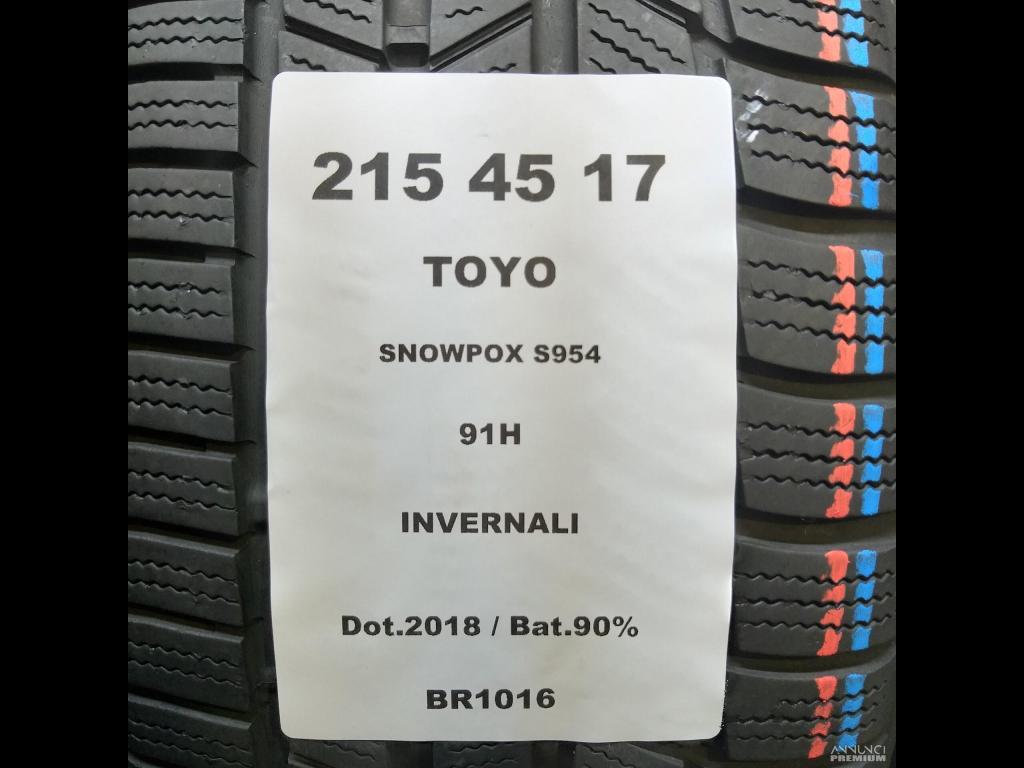 215 45 17
TOYO
SNOWPOX S954
91H
INVERNALI
Dot.2018 / Bat.90%
BR1016
ANNUNCI
PREMIUM